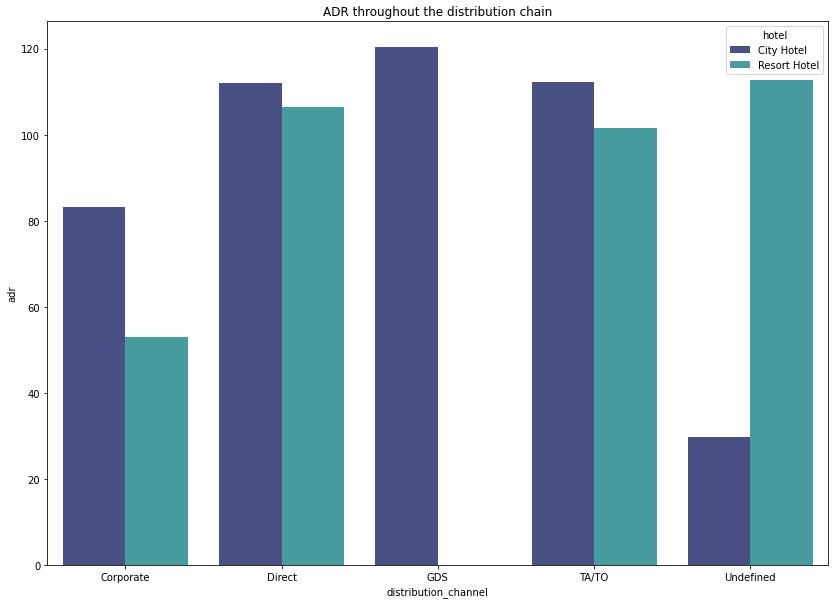 ADR throughout the distribution chain
hotel
City Hotel
Resort Hotel
120
100
80
60
40
20
0
adr
Corporate
Direct
GDS
TA/TO
Undefined
distribution_channel